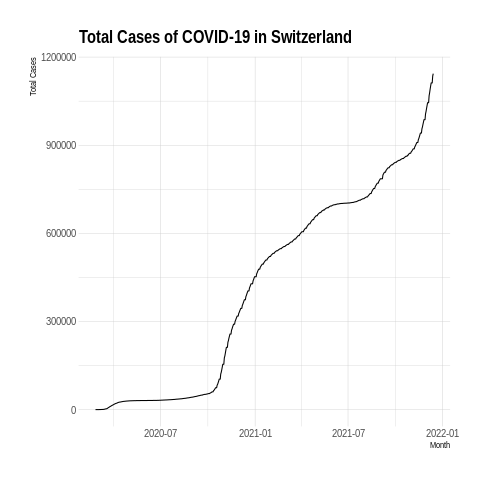 Total Cases of COVID-19 in Switzerland
Total Cases
1200000
900000
600000
300000
0
2020-07 2021-01 2021-07 2022-01
Month